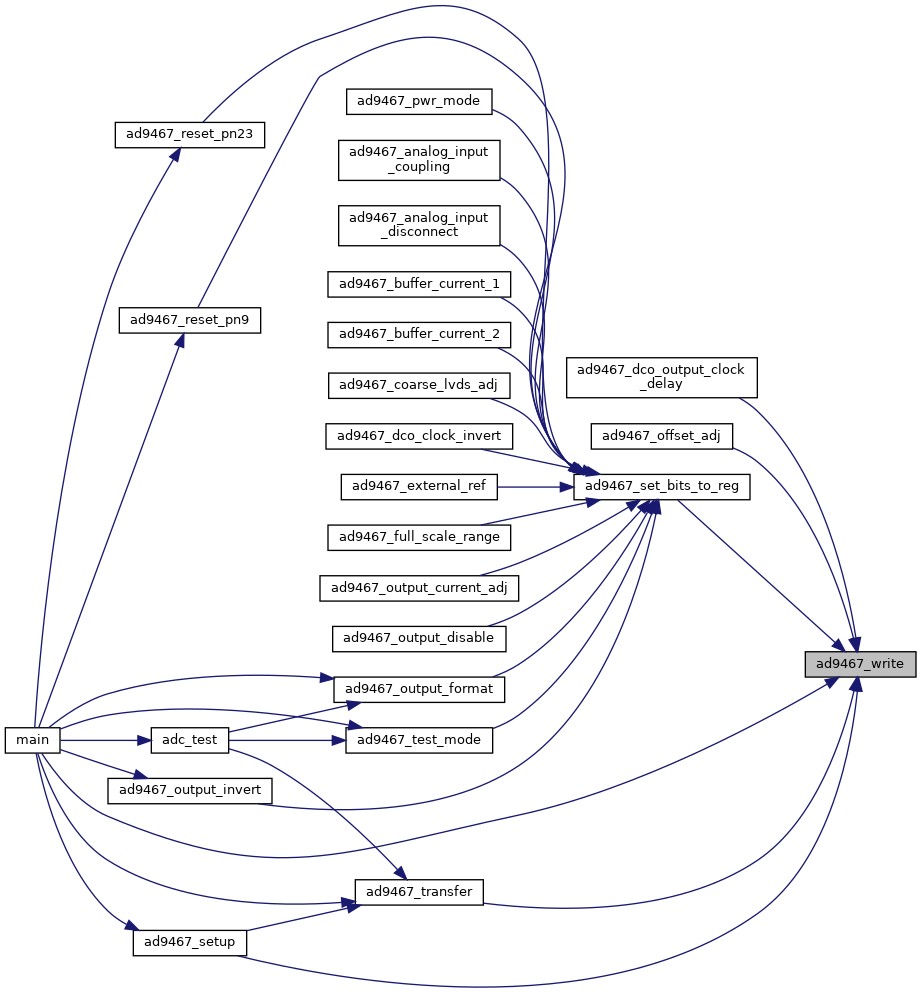 ad9467_pwr_mode
ad9467_reset_pn23
ad9467_analog_input
_coupling
ad9467_analog_input
_disconnect
ad9467_buffer_current_1
ad9467_reset_pn9
ad9467_buffer_current_2
ad9467_dco_output_clock
_delay
ad9467_coarse_lvds_adj
ad9467_dco_clock_invert
ad9467_offset_adj
ad9467_external_ref
ad9467_set_bits_to_reg
ad9467_full_scale_range
ad9467_output_current_adj
ad9467_output_disable
ad9467_write
ad9467_output_format
main
adc_test
ad9467_test_mode
ad9467_output_invert
ad9467_transfer
ad9467_setup